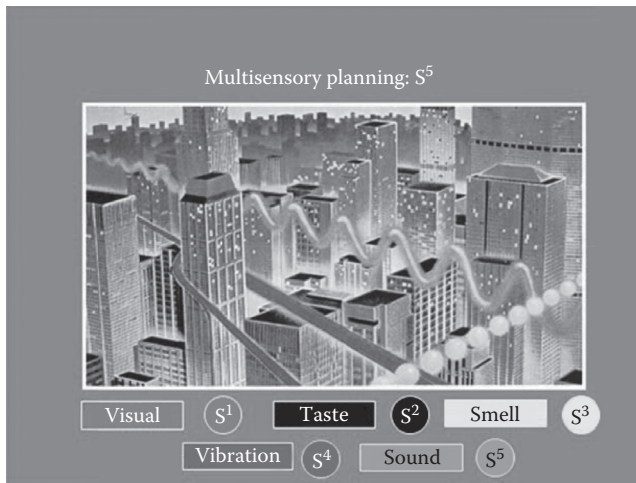 Multisensory planning: S⁵
Visual S¹ Taste S² Smell S³
Vibration S⁴ Sound S⁵